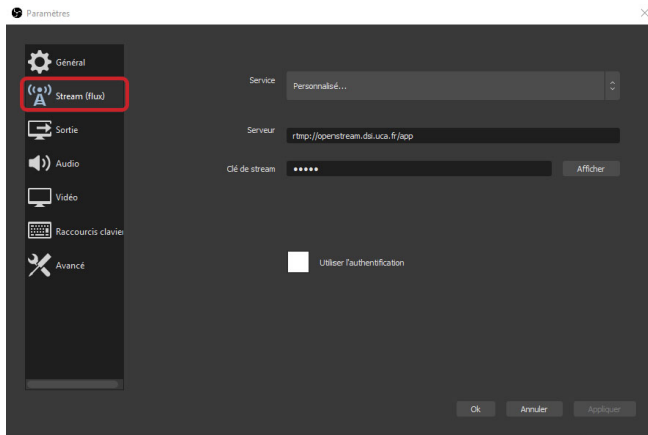 Paramètres
Général
Stream (flux)
Sortie
Audio
Vidéo
Raccourcis clavier
Avancé
Service
Personnalisé...
Serveur
rtmp://openstream.dsi.uca.fr/app
Clé de stream
•••••
Afficher
Utiliser l'authentification
Ok
Annuler
Appliquer